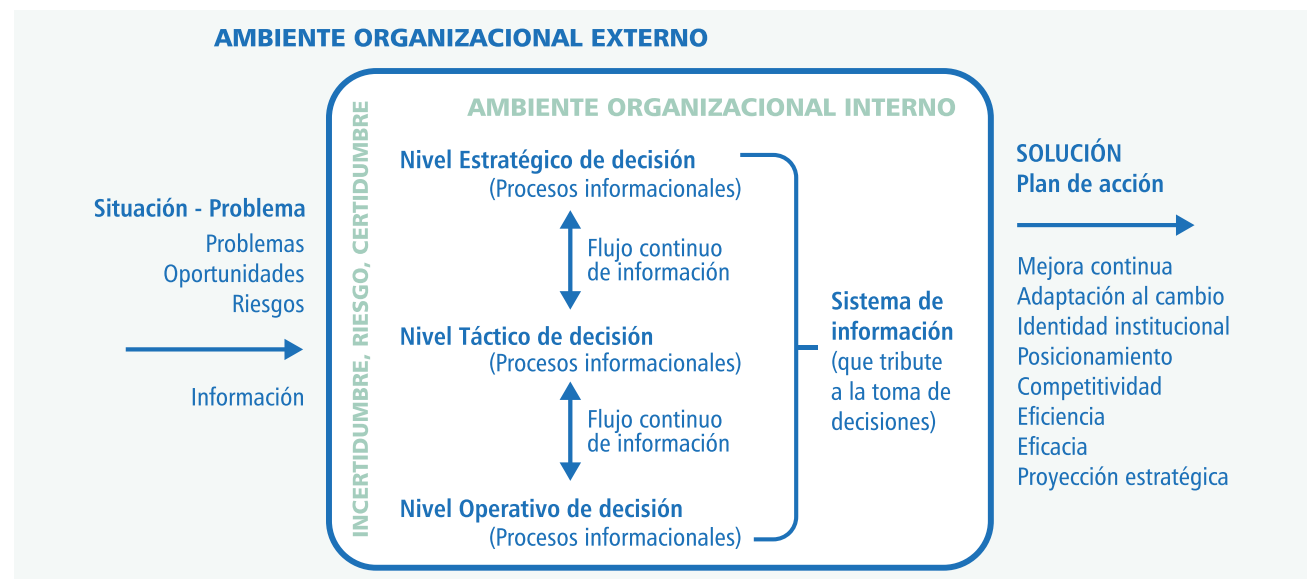 AMBIENTE ORGANIZACIONAL EXTERNO
Situación - Problema
Problemas
Oportunidades
Riesgos
Información
INCERTIDUMBRE, RIESGO, CERTIDUMBRE
AMBIENTE ORGANIZACIONAL INTERNO
Nivel Estratégico de decisión
(Procesos informacionales)
Flujo continuo
de información
Nivel Táctico de decisión
(Procesos informacionales)
Flujo continuo
de información
Nivel Operativo de decisión
(Procesos informacionales)
Sistema de
información
(que tribute
a la toma de
decisiones)
SOLUCIÓN
Plan de acción
Mejora continua
Adaptación al cambio
Identidad institucional
Posicionamiento
Competitividad
Eficiencia
Eficacia
Proyección estratégica